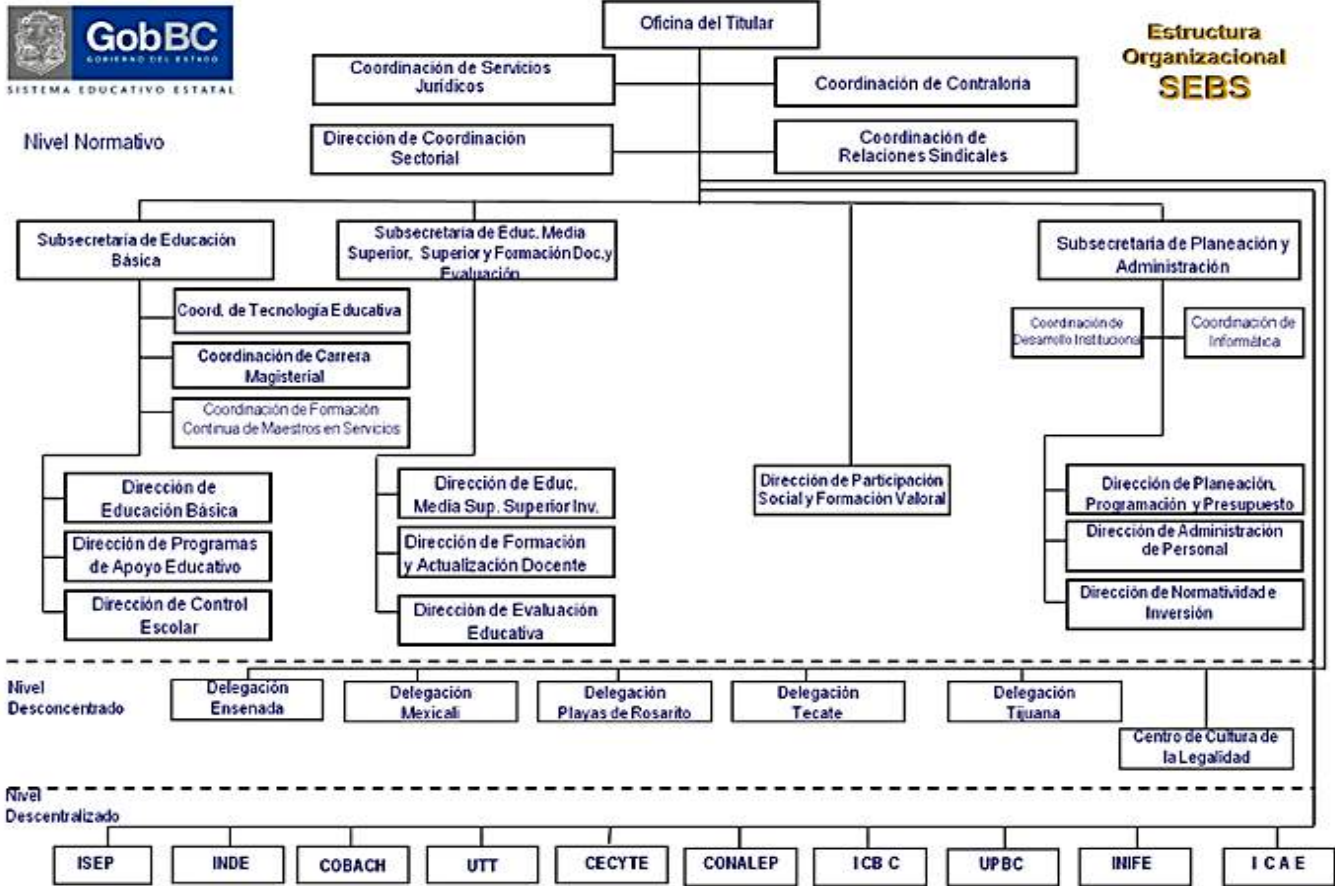 GobBC
GOBIERNO DEL ESTADO
SISTEMA EDUCATIVO ESTATAL
Oficina del Titular
Estructura
Organizacional
SEBS
Coordinación de Servicios
Jurídicos
Coordinación de Contraloría
Nivel Normativo
Dirección de Coordinación
Sectorial
Coordinación de
Relaciones Sindicales
Subsecretaría de Educación
Básica
Subsecretaría de Educ. Media
Superior, Superior y Formación Doc.y
Evaluación
Subsecretaría de Planeación y
Administración
Coord. de Tecnología Educativa
Coordinación de Carrera
Magisterial
Coordinación de Formación
Continua de Maestros en Servicios
Coordinación de
Desarrollo Institucional
Coordinación de
Informática
Dirección de
Educación Básica
Dirección de Programas
de Apoyo Educativo
Dirección de Control
Escolar
Dirección de Educ.
Media Sup. Superior Inv.
Dirección de Formación
y Actualización Docente
Dirección de Evaluación
Educativa
Dirección de Participación
Social y Formación Valoral
Dirección de Planeación,
Programación y Presupuesto
Dirección de Administración
de Personal
Dirección de Normatividad e
Inversión
Nivel
Desconcentrado
Delegación
Ensenada
Delegación
Mexicali
Delegación
Playas de Rosarito
Delegación
Tecate
Delegación
Tijuana
Centro de Cultura de
la Legalidad
Nivel
Descentralizado
ISEP
INDE
COBACH
UTT
CECYTE
CONALEP
ICB C
UPBC
INIFE
I C A E